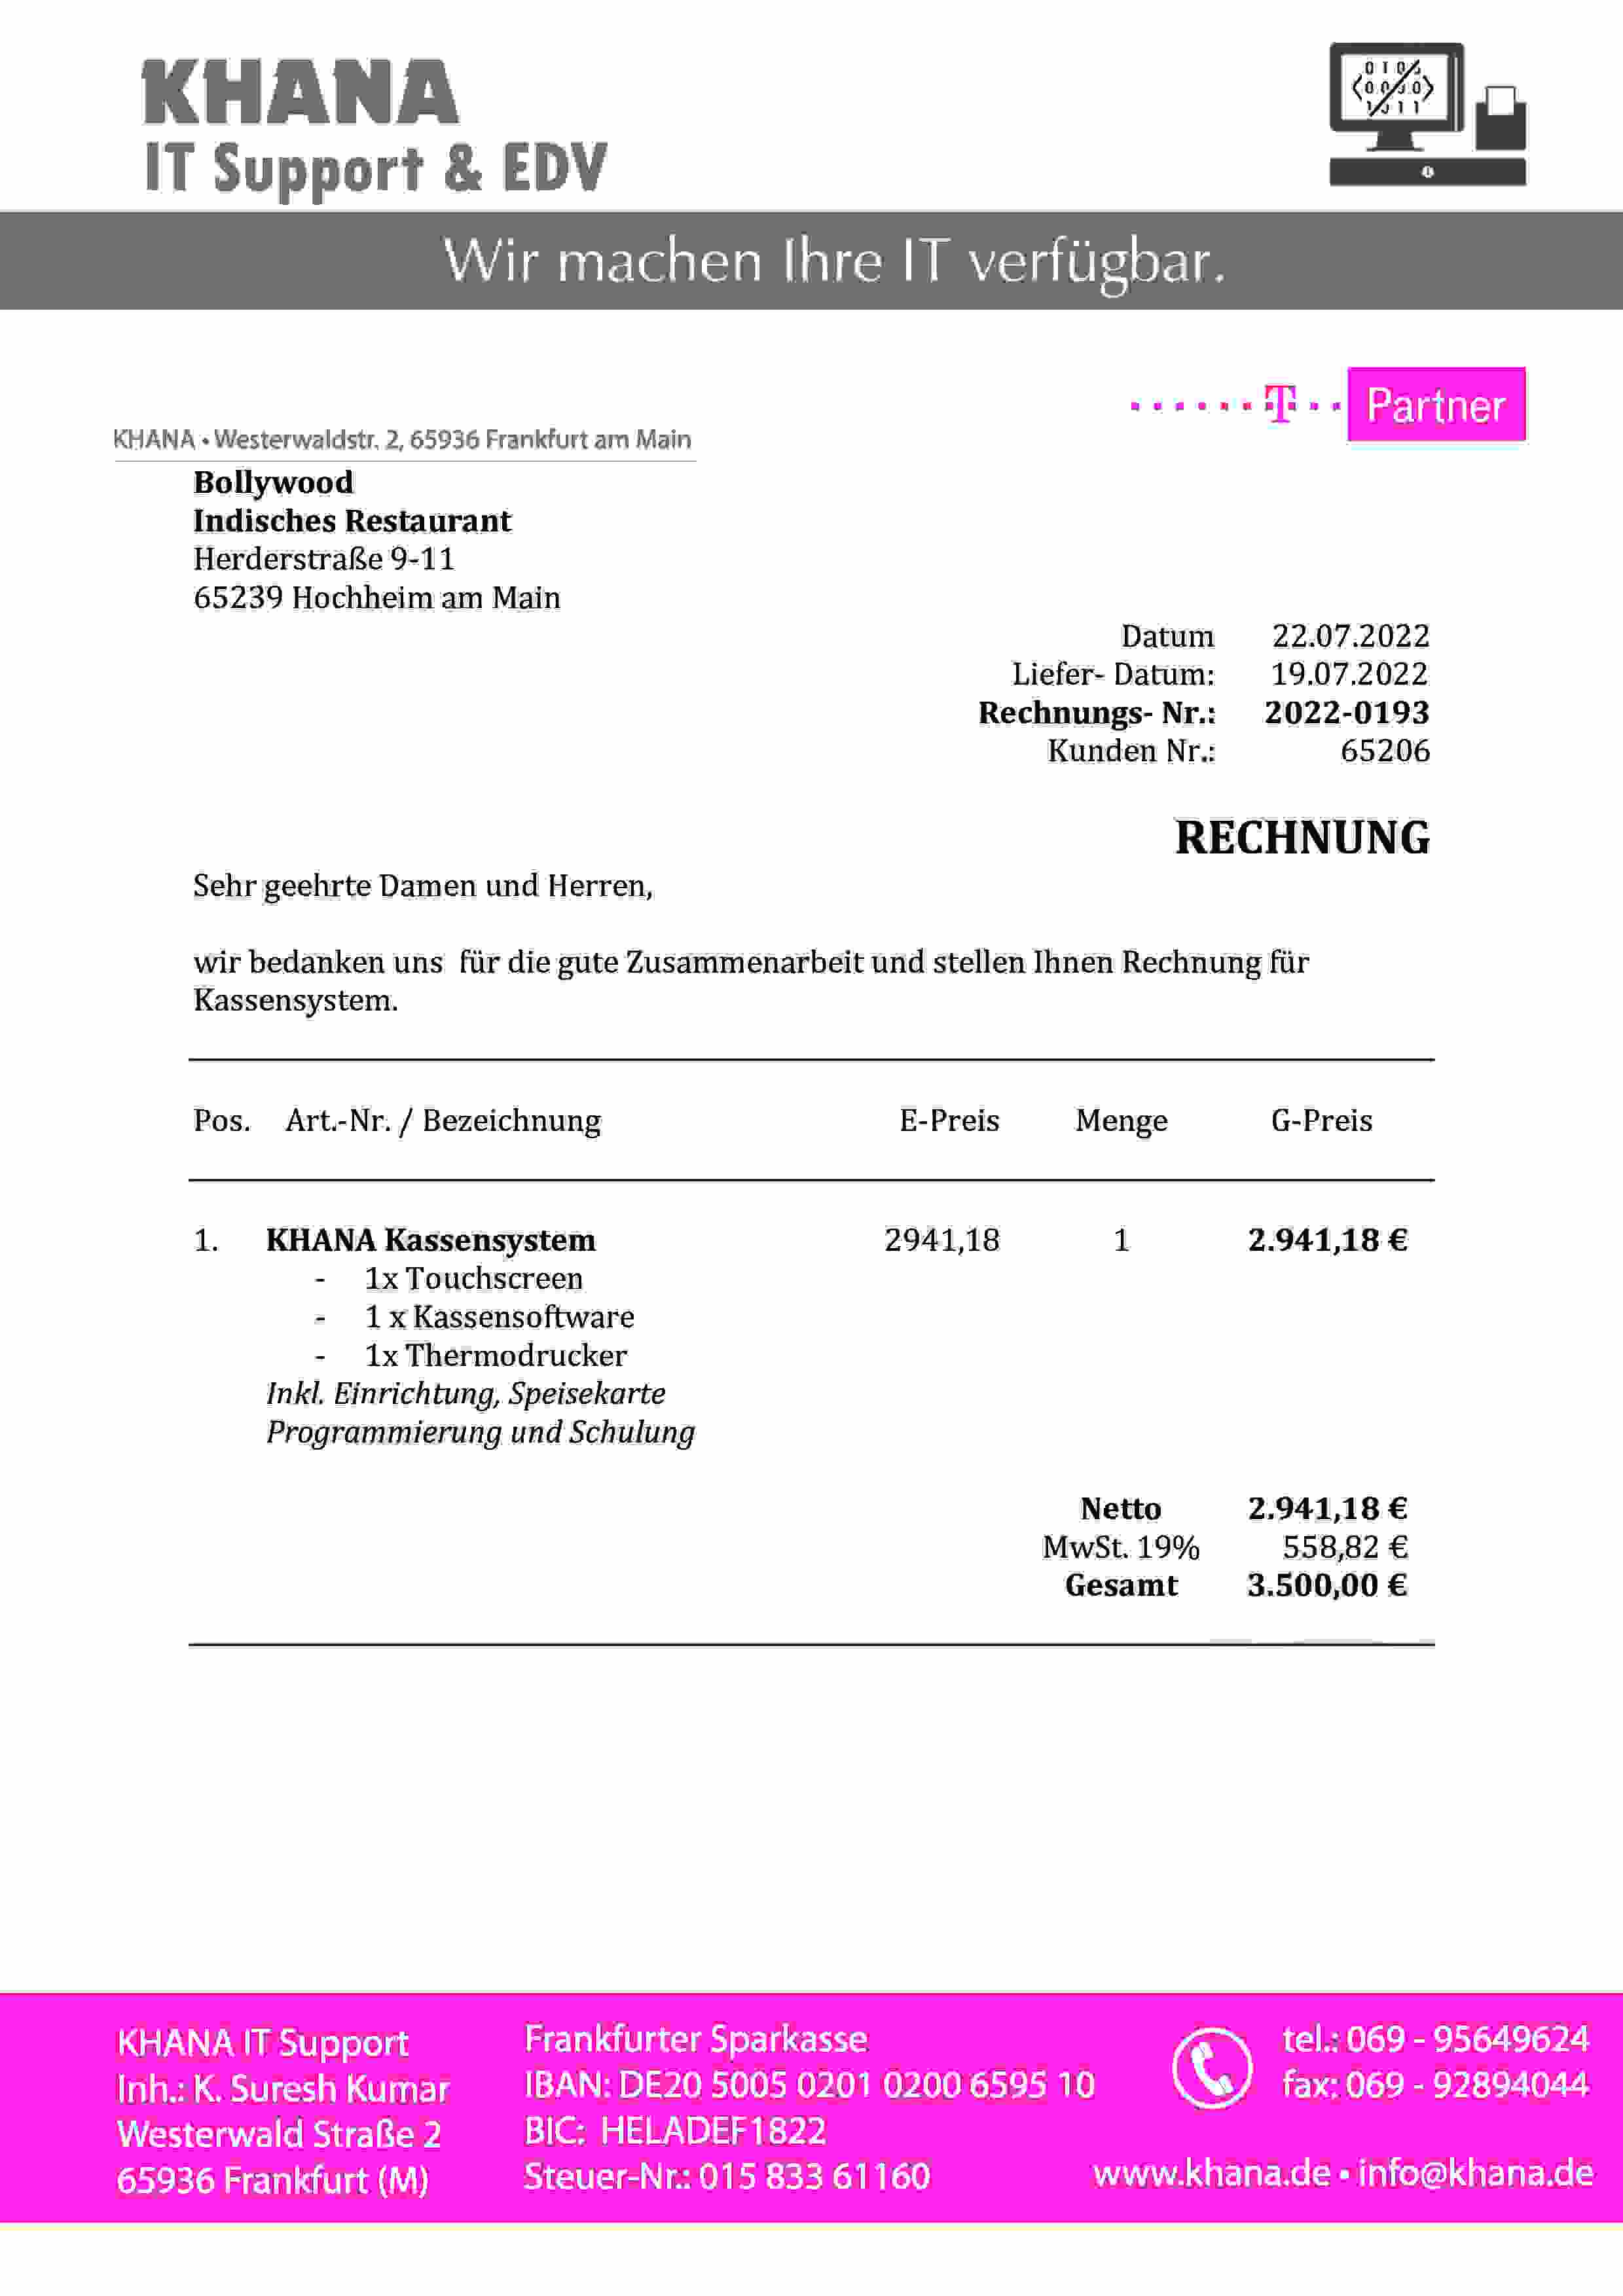 KHANA
IT Support & EDV
Wir machen Ihre IT verfügbar.
T Partner
KHANA • Westerwaldstr. 2, 65936 Frankfurt am Main
Bollywood
Indisches Restaurant
Herderstraße 9-11
65239 Hochheim am Main
Datum 22.07.2022
Liefer- Datum: 19.07.2022
Rechnungs- Nr.: 2022-0193
Kunden Nr.: 65206
RECHNUNG
Sehr geehrte Damen und Herren,
wir bedanken uns für die gute Zusammenarbeit und stellen Ihnen Rechnung für
Kassensystem.
Pos. Art.-Nr. / Bezeichnung E-Preis Menge G-Preis
1. KHANA Kassensystem 2941,18 1 2.941,18 €
- 1x Touchscreen
- 1 x Kassensoftware
- 1x Thermodrucker
Inkl. Einrichtung, Speisekarte
Programmierung und Schulung
Netto 2.941,18 €
MwSt. 19% 558,82 €
Gesamt 3.500,00 €
KHANA IT Support
Inh.: K. Suresh Kumar
Westerwald Straße 2
65936 Frankfurt (M)
Frankfurter Sparkasse
IBAN: DE20 5005 0201 0200 6595 10
BIC: HELADEF1822
Steuer-Nr.: 015 833 61160
tel.: 069 - 95649624
fax: 069 - 92894044
www.khana.de • info@khana.de